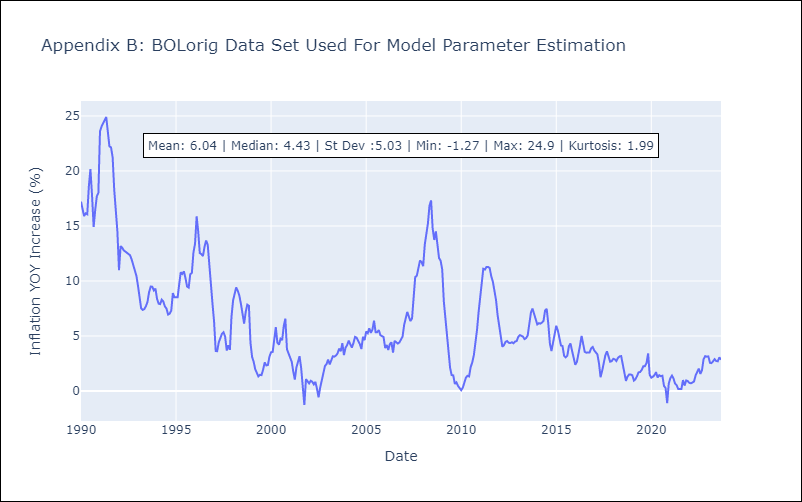 Appendix B: BOLorig Data Set Used For Model Parameter Estimation
Mean: 6.04 | Median: 4.43 | St Dev :5.03 | Min: -1.27 | Max: 24.9 | Kurtosis: 1.99
Inflation YOY Increase (%)
25
20
15
10
5
0
1990 1995 2000 2005 2010 2015 2020
Date